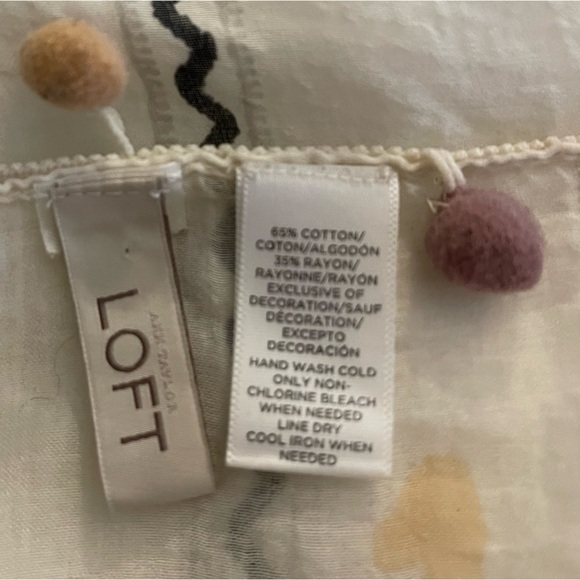 ANN TAYLOR
LOFT
65% COTTON/
COTON/ALGODÓN
35% RAYON/
RAYONNE/RAYÓN
EXCLUSIVE OF
DECORATION/SAUF
DÉCORATION/
EXCEPTO
DECORACIÓN
HAND WASH COLD
ONLY NON-
CHLORINE BLEACH
WHEN NEEDED
LINE DRY
COOL IRON WHEN
NEEDED